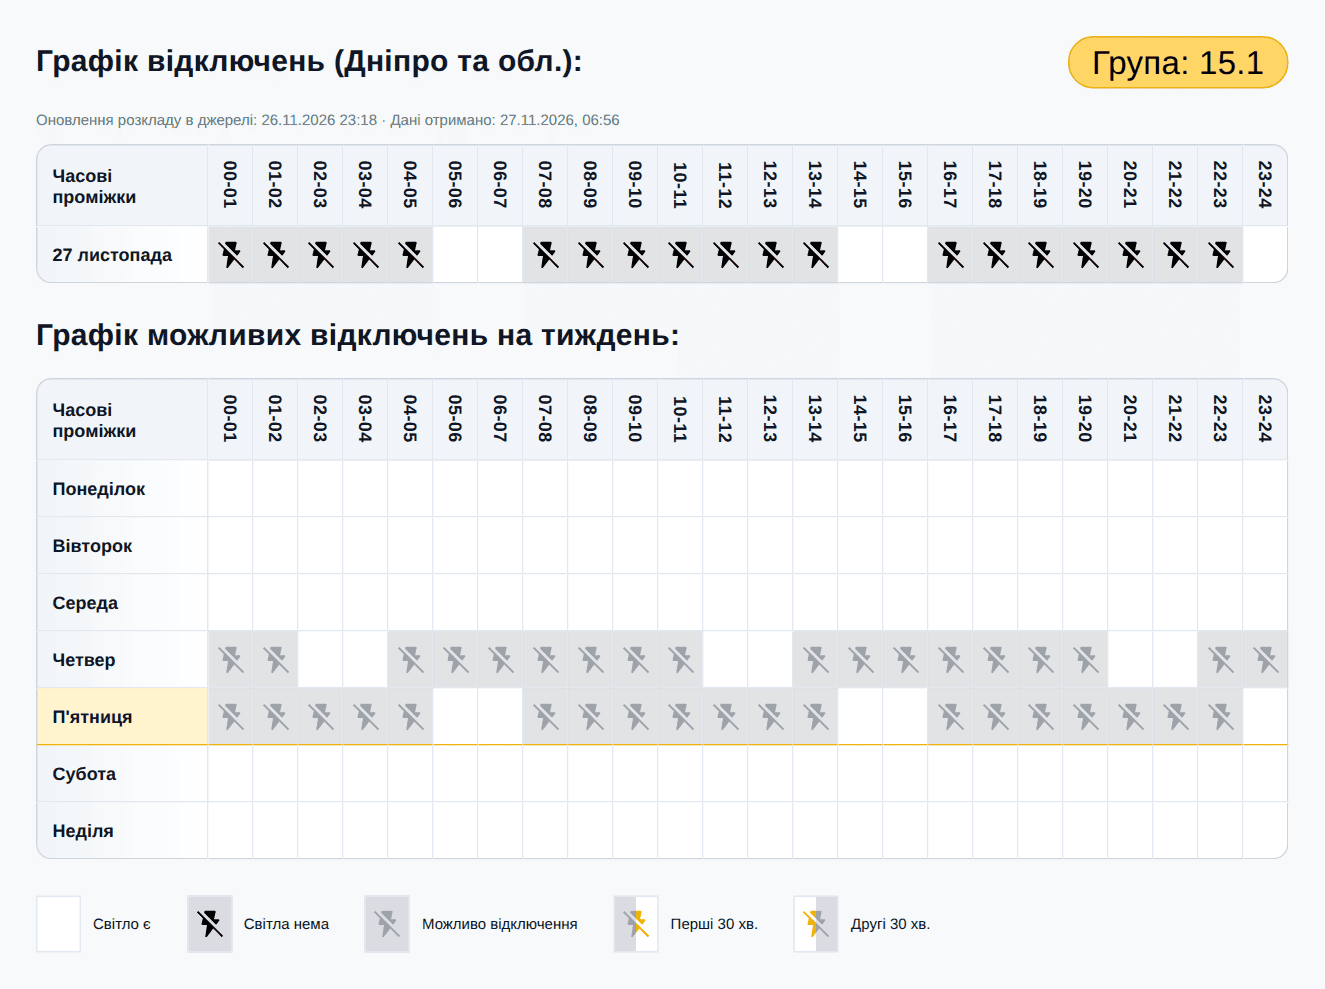 Графік відключень (Дніпро та обл.):
Група: 15.1
Оновлення розкладу в джерелі: 26.11.2026 23:18 · Дані отримано: 27.11.2026, 06:56
Часові проміжки 00-01 01-02 02-03 03-04 04-05 05-06 06-07 07-08 08-09 09-10 10-11 11-12 12-13 13-14 14-15 15-16 16-17 17-18 18-19 19-20 20-21 21-22 22-23 23-24
27 листопада
Графік можливих відключень на тиждень:
Часові проміжки 00-01 01-02 02-03 03-04 04-05 05-06 06-07 07-08 08-09 09-10 10-11 11-12 12-13 13-14 14-15 15-16 16-17 17-18 18-19 19-20 20-21 21-22 22-23 23-24
Понеділок
Вівторок
Середа
Четвер
П'ятниця
Субота
Неділя
Світло є Світла нема Можливо відключення Перші 30 хв. Другі 30 хв.